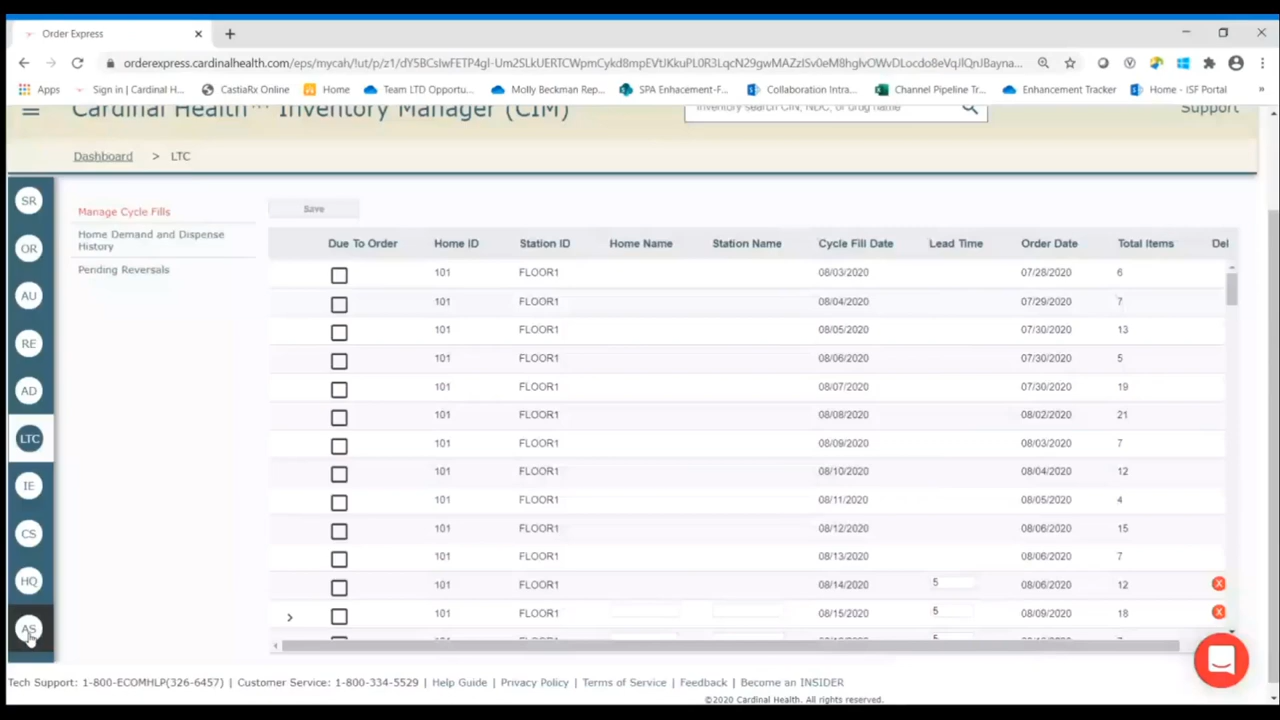 Order Express
orderexpress.cardinalhealth.com/eps/mycah/!ut/p/z1/
Apps Sign in | Cardinal H... CastiaRx Online Home Team LTD Opportu... Molly Beckman Rep... SPA Enhacement-F... Collaboration Intra... Channel Pipeline Tr... Enhancement Tracker Home - ISF Portal »
Cardinal Health™ Inventory Manager (CIM) Inventory search CIN, NDC, or drug name Support
Dashboard > LTC
SR
OR
AU
RE
AD
LTC
IE
CS
HQ
AS
Manage Cycle Fills
Home Demand and Dispense
History
Pending Reversals
Save
Due To Order Home ID Station ID Home Name Station Name Cycle Fill Date Lead Time Order Date Total Items Del
101 FLOOR1 08/03/2020 07/28/2020 6
101 FLOOR1 08/04/2020 07/29/2020 7
101 FLOOR1 08/05/2020 07/30/2020 13
101 FLOOR1 08/06/2020 07/30/2020 5
101 FLOOR1 08/07/2020 07/30/2020 19
101 FLOOR1 08/08/2020 08/02/2020 21
101 FLOOR1 08/09/2020 08/03/2020 7
101 FLOOR1 08/10/2020 08/04/2020 12
101 FLOOR1 08/11/2020 08/05/2020 4
101 FLOOR1 08/12/2020 08/06/2020 15
101 FLOOR1 08/13/2020 08/06/2020 7
101 FLOOR1 08/14/2020 5 08/06/2020 12 X
101 FLOOR1 08/15/2020 5 08/09/2020 18 X
Tech Support: 1-800-ECOMHLP(326-6457) | Customer Service: 1-800-334-5529 | Help Guide | Privacy Policy | Terms of Service | Feedback | Become an INSIDER
©2020 Cardinal Health. All rights reserved.